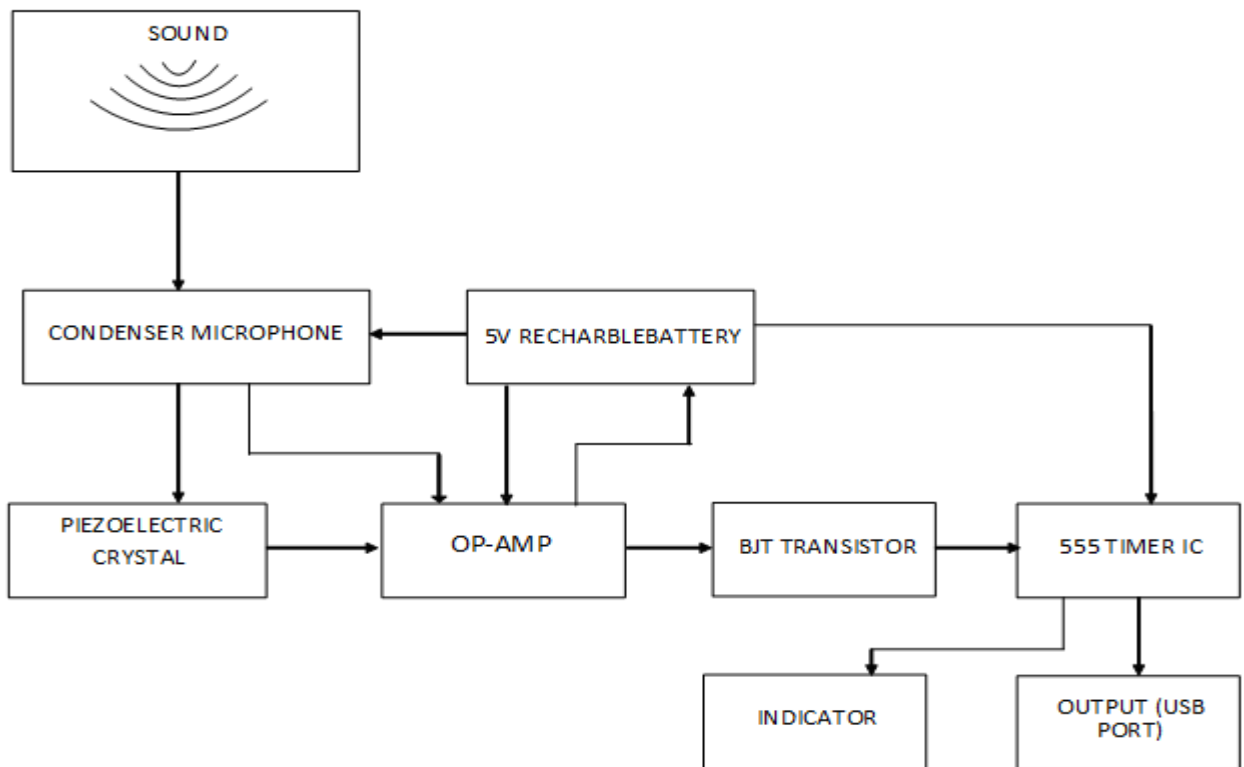 SOUND
CONDENSER MICROPHONE
5V RECHARBLEBATTERY
PIEZOELECTRIC
CRYSTAL
OP-AMP
BJT TRANSISTOR
555 TIMER IC
INDICATOR
OUTPUT (USB
PORT)